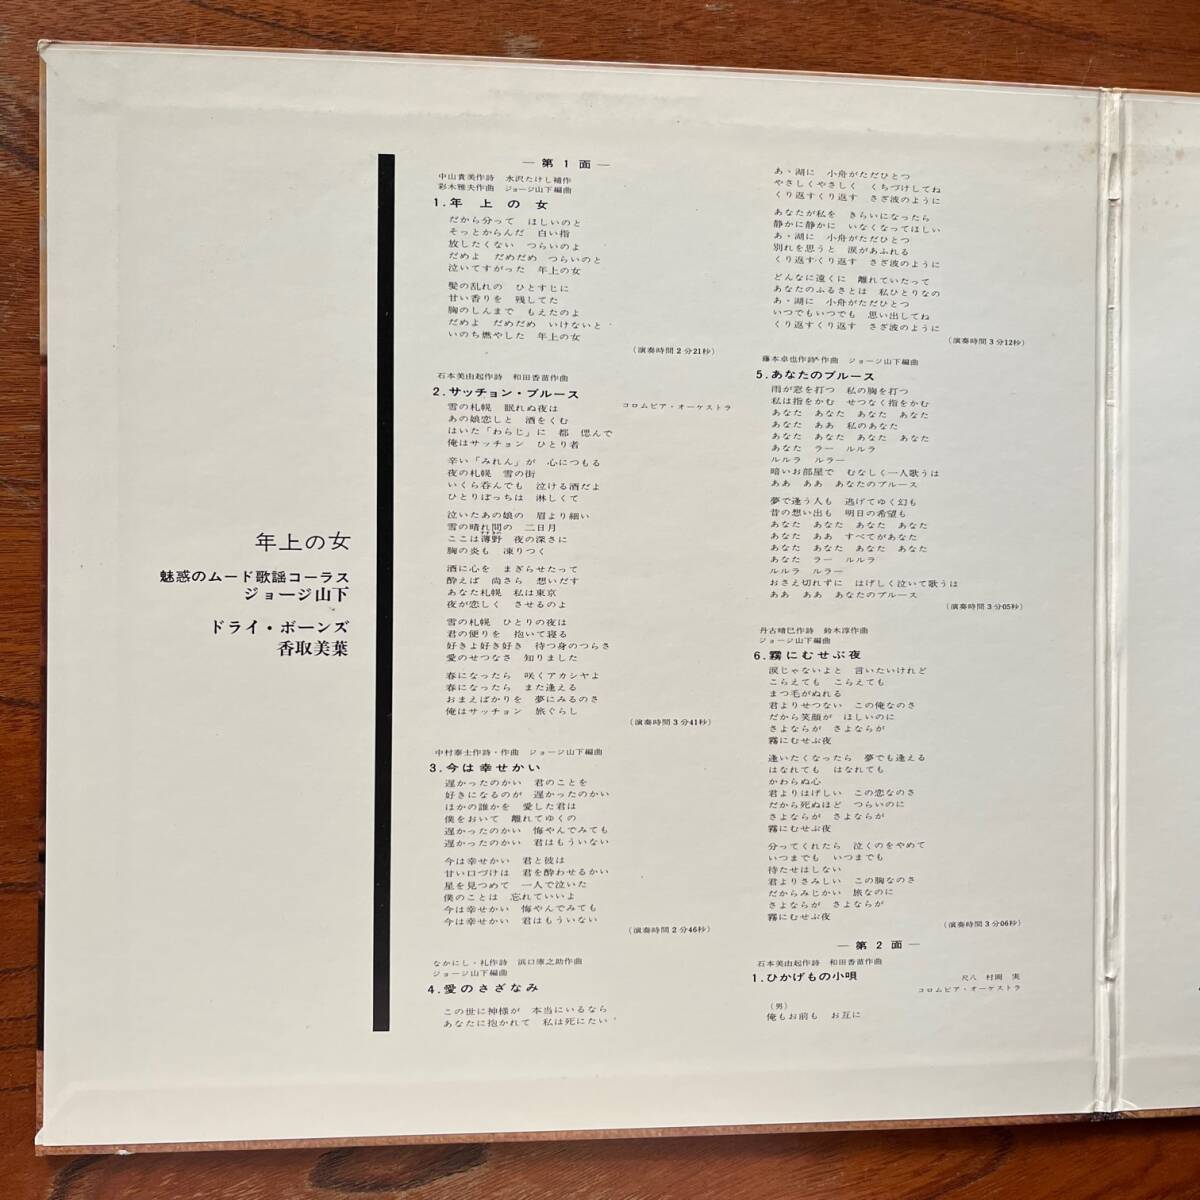 年上の女
魅惑のムード歌謡コーラス
ジョージ山下
ドライ・ボーンズ
香取美葉
― 第1面 ―
中山貴美作詩 水沢たけし補作
彩木雅夫作曲 ジョージ山下編曲
1.年上の女
だから分って ほしいのと
そっとからんだ 白い指
放したくない つらいのよ
だめよ だめだめ つらいのと
泣いてすがった 年上の女
髪の乱れの ひとすじに
甘い香りを 残してた
胸のしんまで もえたのよ
だめよ だめだめ いけないと
いのち燃やした 年上の女
(演奏時間2分21秒)
石本美由起作詩 和田香苗作曲
2.サッチョン・ブルース
コロムビア・オーケストラ
雪の札幌 眠れぬ夜は
あの娘恋しと 酒をくむ
はいた「わらじ」に 都 偲んで
俺はサッチョン ひとり者
辛い「みれん」が 心につもる
夜の札幌 雪の街
いくら呑んでも 泣ける酒だよ
ひとりぼっちは 淋しくて
泣いたあの娘の 眉より細い
雪の晴れ間の 二日月
ここは薄野 夜の深さに
胸の炎も 凍りつく
酒に心を まぎらせたって
酔えば 尚さら 想いだす
あなた札幌 私は東京
夜が恋しく させるのよ
雪の札幌 ひとりの夜は
君の便りを 抱いて寝る
好きよ好き好き 待つ身のつらさ
愛のせつなさ 知りました
春になったら 咲くアカシヤよ
春になったら また逢える
おまえばかりを 夢にみるのさ
俺はサッチョン 旅ぐらし
(演奏時間3分41秒)
中村泰士作詩・作曲 ジョージ山下編曲
3.今は幸せかい
遅かったのかい 君のことを
好きになるのが 遅かったのかい
ほかの誰かを 愛した君は
僕をおいて 離れてゆくの
遅かったのかい 悔やんでみても
遅かったのかい 君はもういない
今は幸せかい 君と彼は
甘い口づけは 君を酔わせるかい
星を見つめて 一人で泣いた
僕のことは 忘れていいよ
今は幸せかい 悔やんでみても
今は幸せかい 君はもういない
(演奏時間2分46秒)
なかにし・礼作詩 浜口庫之助作曲
ジョージ山下編曲
4.愛のさざなみ
この世に神様が 本当にいるなら
あなたに抱かれて 私は死にたい
あゝ湖に 小舟がただひとつ
やさしくやさしく くちづけしてね
くり返すくり返す さざ波のように
あなたが私を きらいになったら
静かに静かに いなくなってほしい
あゝ湖に 小舟がただひとつ
別れを思うと 涙があふれる
くり返すくり返す さざ波のように
どんなに遠くに 離れていたって
あなたのふるさとは 私ひとりなの
あゝ湖に 小舟がただひとつ
いつでもいつでも 思い出してね
くり返すくり返す さざ波のように
(演奏時間3分12秒)
藤本卓也作詩・作曲 ジョージ山下編曲
5.あなたのブルース
雨が窓を打つ 私の胸を打つ
私は指をかむ せつなく指をかむ
あなた あなた あなた あなた
あなた ああ 私のあなた
あなた あなた あなた あなた
あなた ラー ルルラ
ルルラ ルラー
暗いお部屋で むなしく一人歌うは
ああ ああ あなたのブルース
夢で逢う人も 逃げてゆく幻も
昔の想い出も 明日の希望も
あなた あなた あなた あなた
あなた ああ すべてがあなた
あなた あなた あなた あなた
あなた ラー ルルラ
ルルラ ルラー
おさえ切れずに はげしく泣いて歌うは
ああ ああ あなたのブルース
(演奏時間3分05秒)
丹古晴己作詩 鈴木淳作曲
ジョージ山下編曲
6.霧にむせぶ夜
涙じゃないよと 言いたいけれど
こらえても こらえても
まつ毛がぬれる
君よりせつない この俺なのさ
だから笑顔が ほしいのに
さよならが さよならが
霧にむせぶ夜
逢いたくなったら 夢でも逢える
はなれても はなれても
かわらぬ心
君よりはげしい この恋なのさ
だから死ぬほど つらいのに
さよならが さよならが
霧にむせぶ夜
分ってくれたら 泣くのをやめて
いつまでも いつまでも
待たせはしない
君よりさみしい この胸なのさ
だからみじかい 旅なのに
さよならが さよならが
霧にむせぶ夜
(演奏時間3分06秒)
― 第2面 ―
石本美由起作詩 和田香苗作曲
1.ひかげもの小唄
尺八 村岡 実
コロムビア・オーケストラ
(男)
俺もお前も お互に